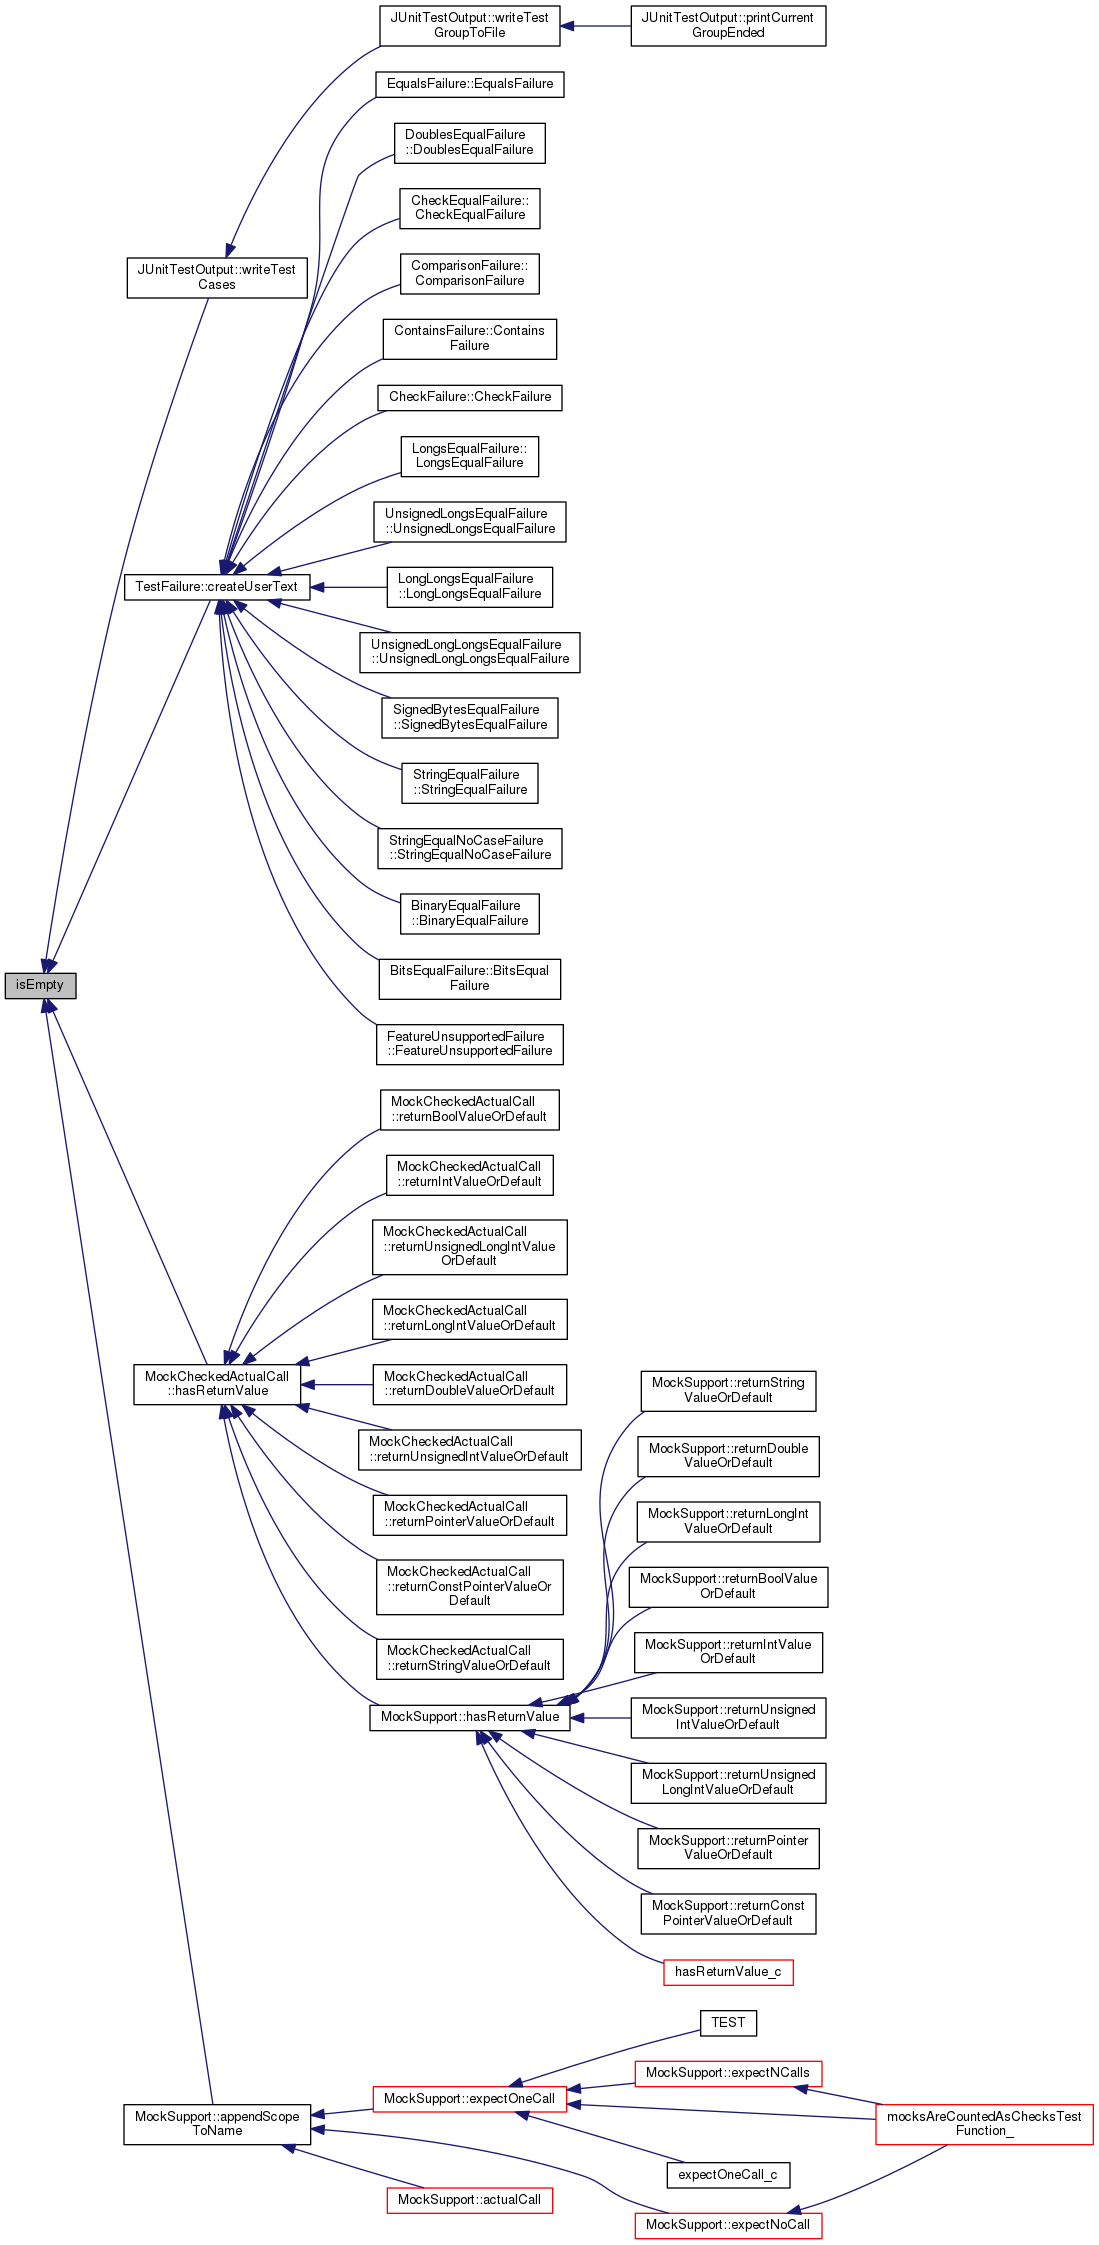 JUnitTestOutput::writeTest
GroupToFile
JUnitTestOutput::printCurrent
GroupEnded
EqualsFailure::EqualsFailure
DoublesEqualFailure
::DoublesEqualFailure
CheckEqualFailure::
CheckEqualFailure
JUnitTestOutput::writeTest
Cases
ComparisonFailure::
ComparisonFailure
ContainsFailure::Contains
Failure
CheckFailure::CheckFailure
LongsEqualFailure::
LongsEqualFailure
UnsignedLongsEqualFailure
::UnsignedLongsEqualFailure
TestFailure::createUserText
LongLongsEqualFailure
::LongLongsEqualFailure
UnsignedLongLongsEqualFailure
::UnsignedLongLongsEqualFailure
SignedBytesEqualFailure
::SignedBytesEqualFailure
StringEqualFailure
::StringEqualFailure
StringEqualNoCaseFailure
::StringEqualNoCaseFailure
BinaryEqualFailure
::BinaryEqualFailure
isEmpty
BitsEqualFailure::BitsEqual
Failure
FeatureUnsupportedFailure
::FeatureUnsupportedFailure
MockCheckedActualCall
::returnBoolValueOrDefault
MockCheckedActualCall
::returnIntValueOrDefault
MockCheckedActualCall
::returnUnsignedLongIntValue
OrDefault
MockCheckedActualCall
::returnLongIntValueOrDefault
MockCheckedActualCall
::hasReturnValue
MockCheckedActualCall
::returnDoubleValueOrDefault
MockSupport::returnString
ValueOrDefault
MockCheckedActualCall
::returnUnsignedIntValueOrDefault
MockSupport::returnDouble
ValueOrDefault
MockCheckedActualCall
::returnPointerValueOrDefault
MockSupport::returnLongInt
ValueOrDefault
MockCheckedActualCall
::returnConstPointerValueOr
Default
MockSupport::returnBoolValue
OrDefault
MockCheckedActualCall
::returnStringValueOrDefault
MockSupport::returnIntValue
OrDefault
MockSupport::hasReturnValue
MockSupport::returnUnsigned
IntValueOrDefault
MockSupport::returnUnsigned
LongIntValueOrDefault
MockSupport::returnPointer
ValueOrDefault
MockSupport::returnConst
PointerValueOrDefault
hasReturnValue_c
TEST
MockSupport::expectNCalls
MockSupport::expectOneCall
MockSupport::appendScope
ToName
mocksAreCountedAsChecksTest
Function_
expectOneCall_c
MockSupport::actualCall
MockSupport::expectNoCall